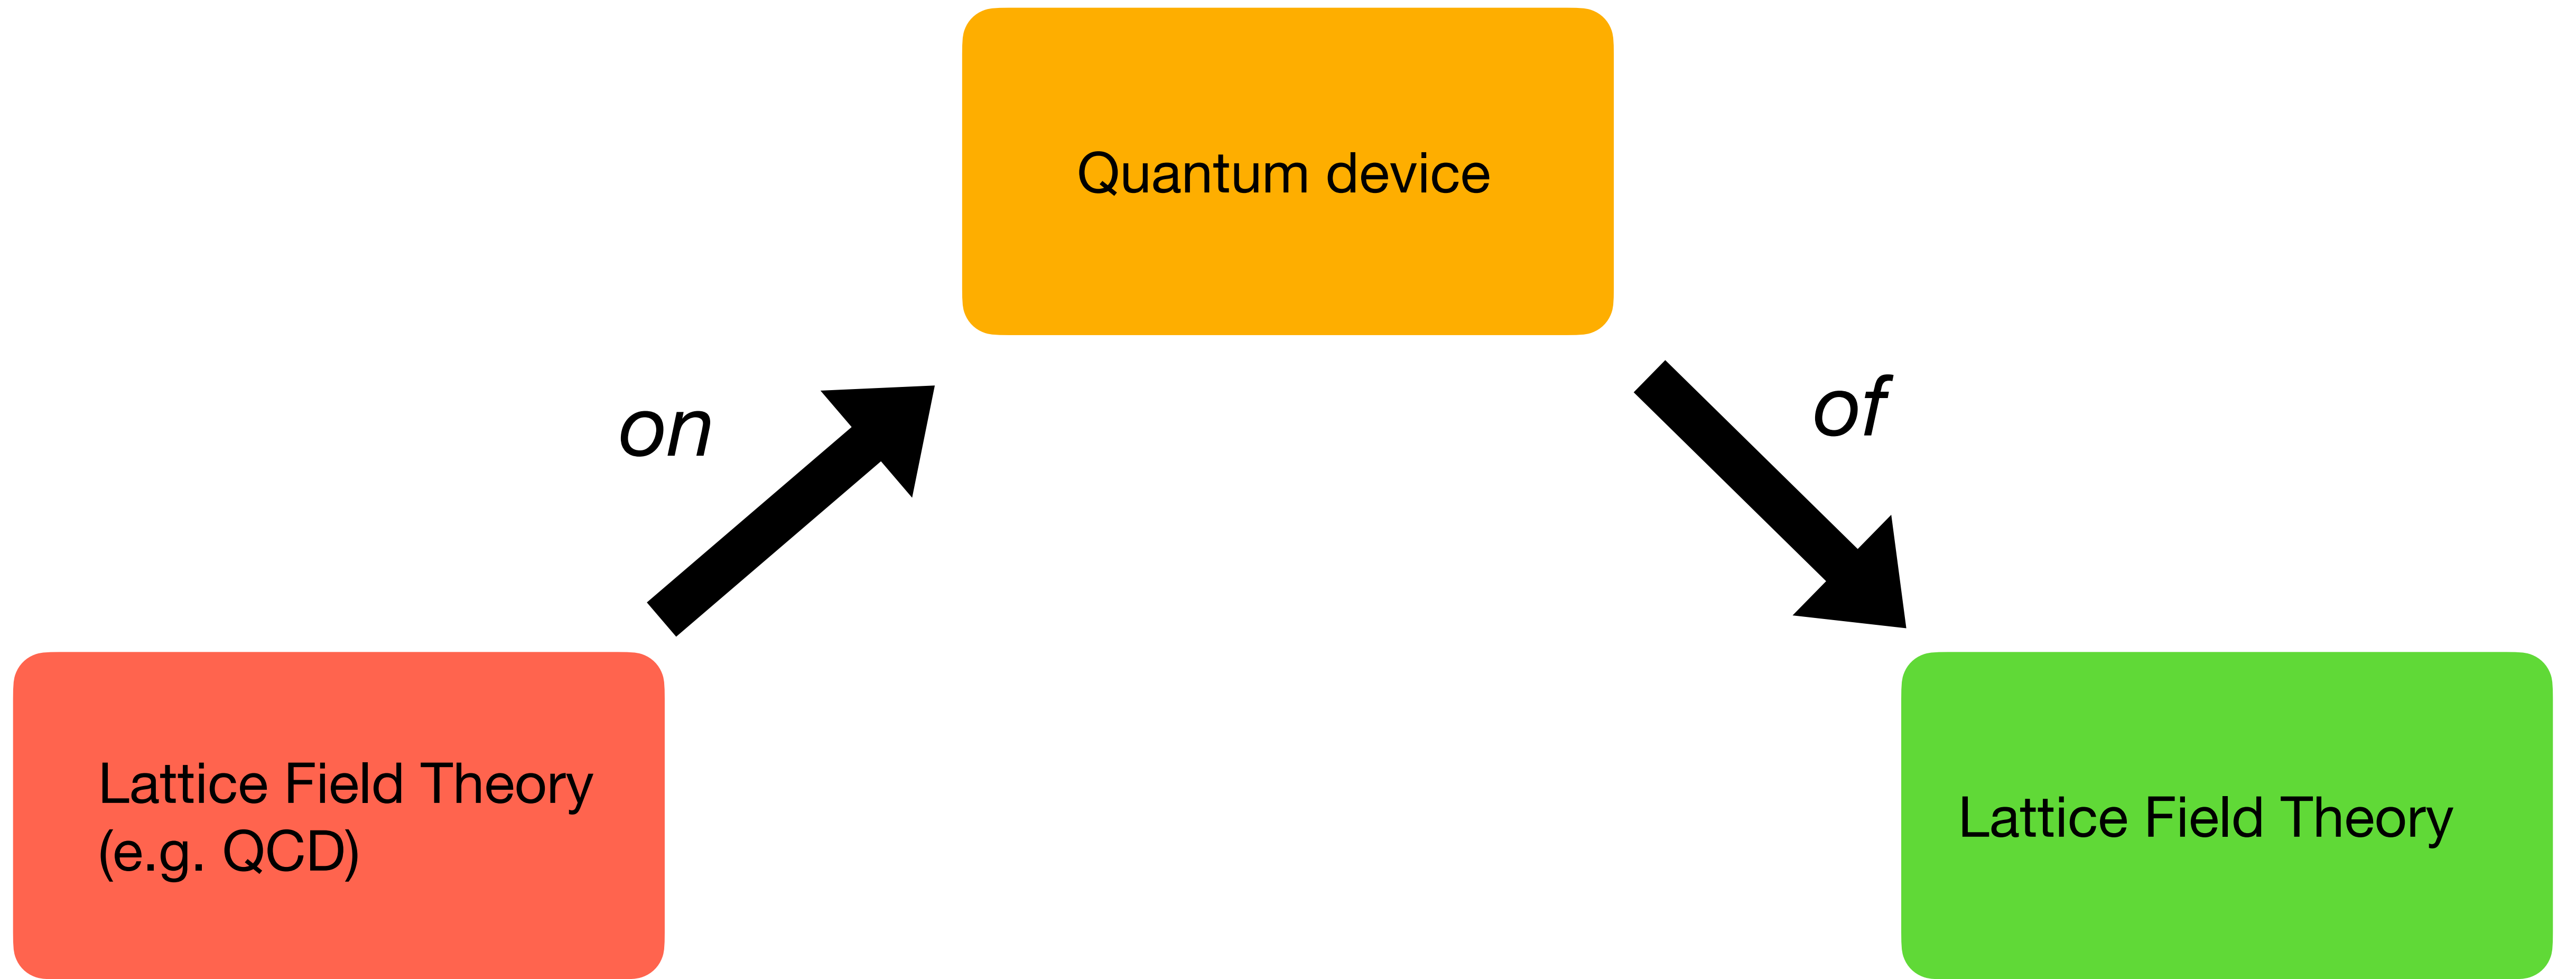 Quantum device
on
of
Lattice Field Theory
(e.g. QCD)
Lattice Field Theory